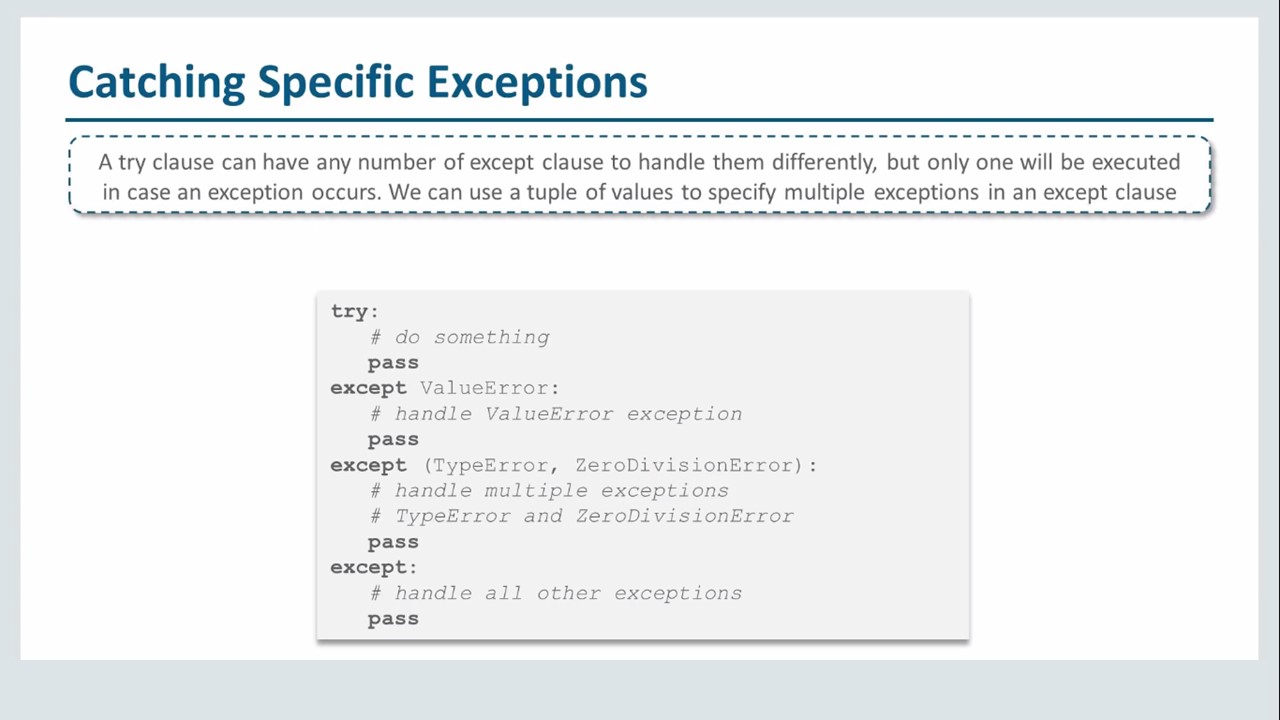 Catching Specific Exceptions
A try clause can have any number of except clause to handle them differently, but only one will be executed
in case an exception occurs. We can use a tuple of values to specify multiple exceptions in an except clause
try:
   # do something
   pass
except ValueError:
   # handle ValueError exception
   pass
except (TypeError, ZeroDivisionError):
   # handle multiple exceptions
   # TypeError and ZeroDivisionError
   pass
except:
   # handle all other exceptions
   pass